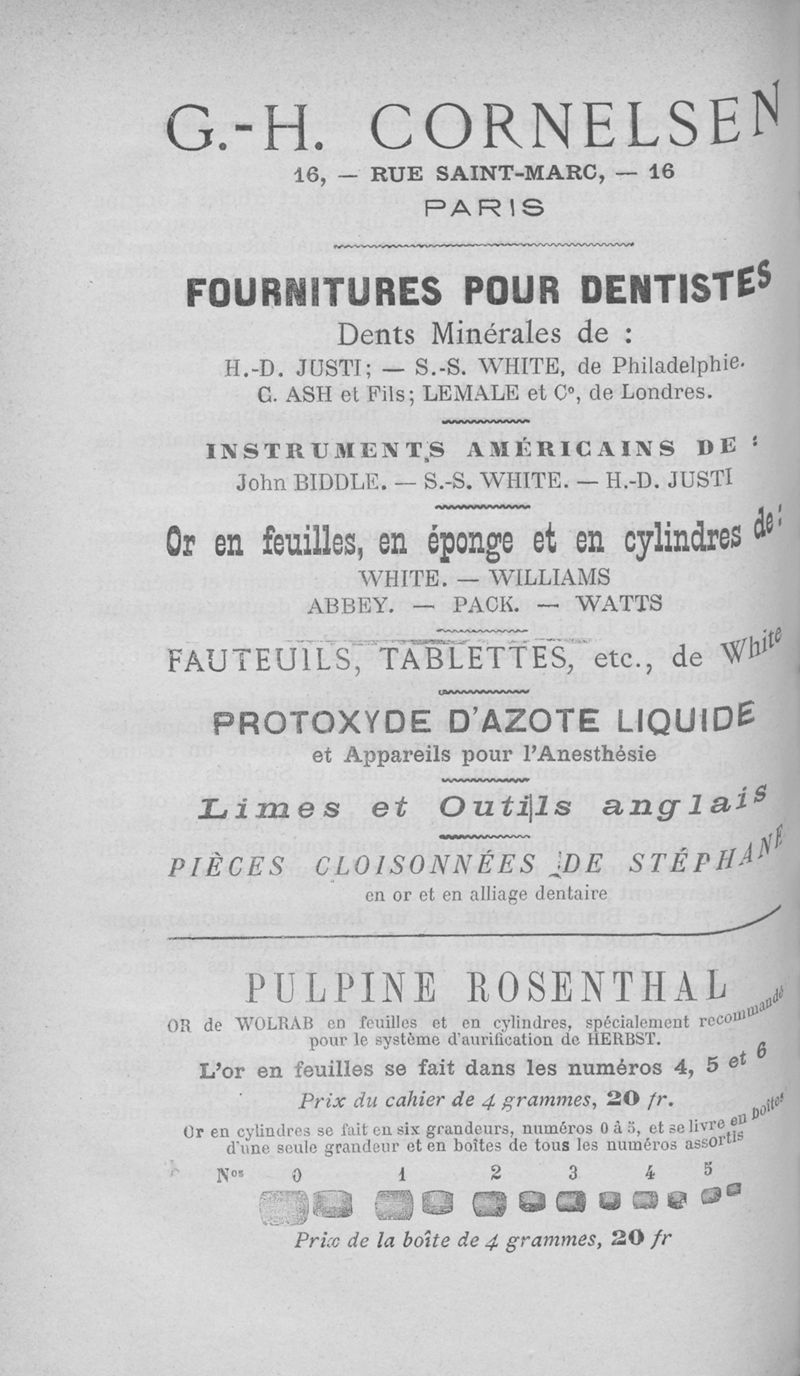 G.-H. CORNELSEN
16, — RUE SAINT-MARC, — 16
PARIS
FOURNITURES POUR DENTISTES
Dents Minérales de :
H.-D. JUSTI; — S.-S. WHITE, de Philadelphie.
G. ASH et Fils; LEMALE et Cº, de Londres.
INSTRUMENTS AMÉRICAINS DE :
John BIDDLE. — S.-S. WHITE. — H.-D. JUSTI
Or en feuilles, en éponge et en cylindres de :
WHITE. — WILLIAMS
ABBEY. — PACK. — WATTS
FAUTEUILS, TABLETTES, etc., de White
PROTOXYDE D'AZOTE LIQUIDE
et Appareils pour l'Anesthésie
Limes et Outils anglais
PIÈCES CLOISONNÉES DE STÉPHANE
en or et en alliage dentaire
PULPINE ROSENTHAL
OR de WOLRAB en feuilles et en cylindres, spécialement recommandé
pour le système d'aurification de HERBST.
L'or en feuilles se fait dans les numéros 4, 5 et 6
Prix du cahier de 4 grammes, 20 fr.
Or en cylindres se fait en six grandeurs, numéros 0 à 5, et se livre en boîtes
d'une seule grandeur et en boîtes de tous les numéros assortis
Nos 0 1 2 3 4 5
Prix de la boîte de 4 grammes, 20 fr